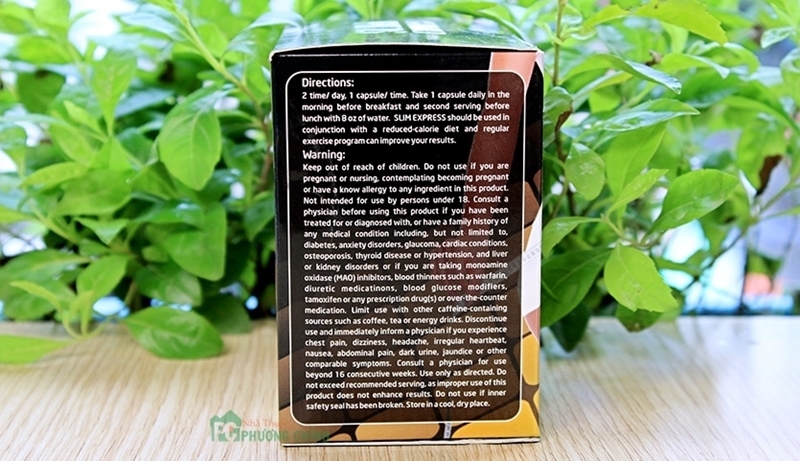 Directions:
2 time/ day, 1 capsule/ time. Take 1 capsule daily in the
morning before breakfast and second serving before
lunch with 8 oz of water. SLIM EXPRESS should be used in
conjunction with a reduced-calorie diet and regular
exercise program can improve your results.
Warning:
Keep out of reach of children. Do not use if you are
pregnant or nursing, contemplating becoming pregnant
or have a know allergy to any ingredient in this product.
Not intended for use by persons under 18. Consult a
physician before using this product if you have been
treated for or diagnosed with, or have a family history of
any medical condition including, but not limited to,
diabetes, anxiety disorders, glaucoma, cardiac conditions,
osteoporosis, thyroid disease or hypertension, and liver
or kidney disorders or if you are taking monoamine
oxidase (MAO) inhibitors, blood thinners such as warfarin,
diuretic medicatinons, blood glucose modifiers,
tamoxifen or any prescription drug(s) or over-the-counter
medication. Limit use with other caffeine-containing
sources such as coffee, tea or energy drinks. Discontinue
use and immediately inform a physician if you experience
chest pain, dizziness, headache, irregular heartbeat,
nausea, abdominal pain, dark urine, jaundice or other
comparable symptoms. Consult a physician for use
beyond 16 consecutive weeks. Use only as directed. Do
not exceed recommended serving, as improper use of this
product does not enhance results. Do not use if inner
safety seal has been broken. Store in a cool, dry place.
Nhà Thuốc
PHƯƠNG